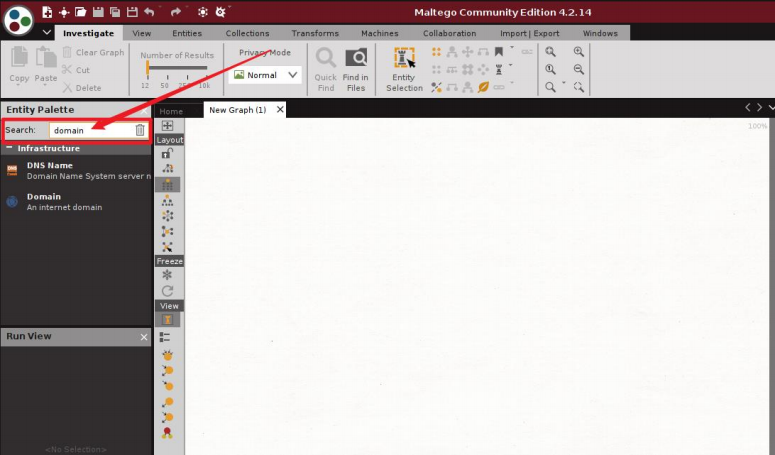 Maltego Community Edition 4.2.14
Investigate View Entities Collections Transforms Machines Collaboration Import | Export Windows
Copy Paste
Clear Graph
Cut
Delete
Number of Results
12 50 256 10k
Privacy Mode
Normal
Quick Find
Find in Files
Entity Selection
Entity Palette
Home
New Graph (1)
Search: domain
100%
Layout
Infrastructure
DNS Name
Domain Name System server n
Domain
An internet domain
Freeze
View
Run View
<No Selection>